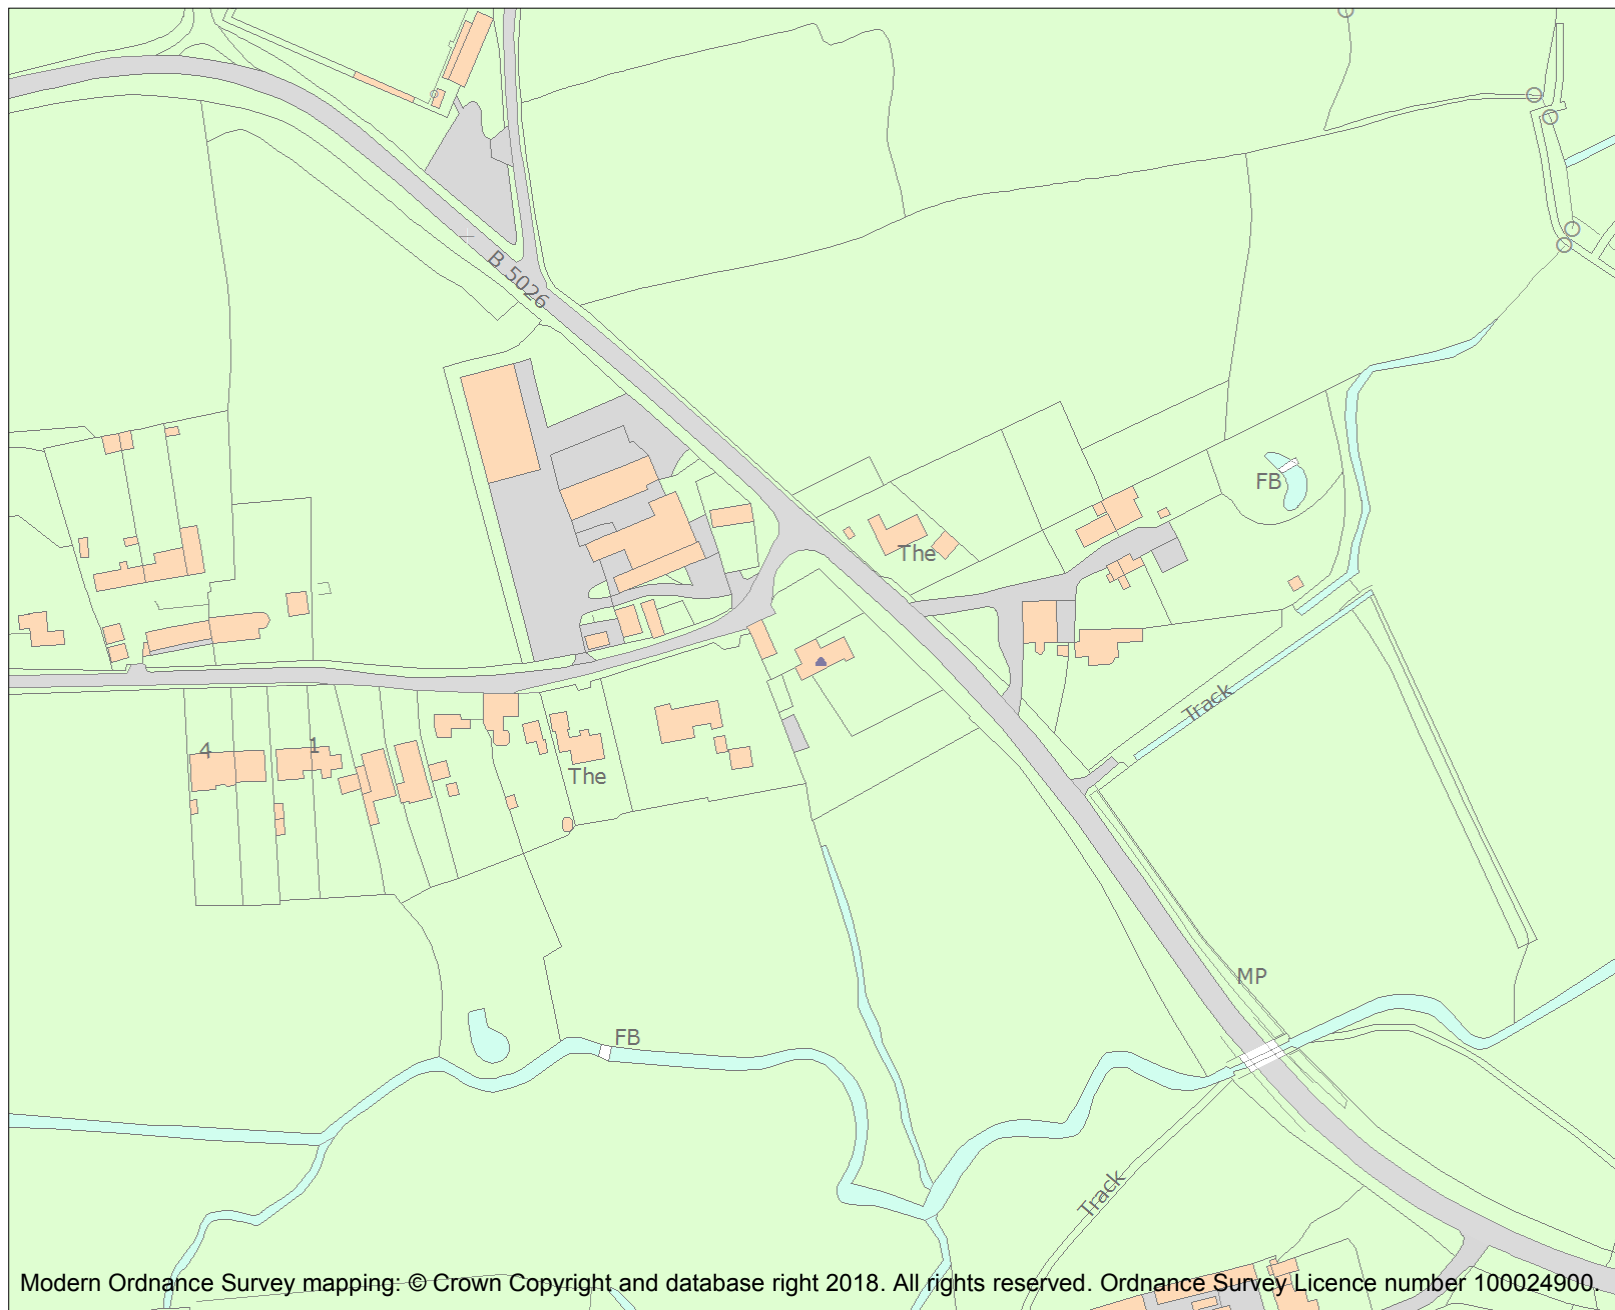 B 5026
FB
The
Track
4
1
The
MP
FB
Track
Modern Ordnance Survey mapping: © Crown Copyright and database right 2018. All rights reserved. Ordnance Survey Licence number 100024900.